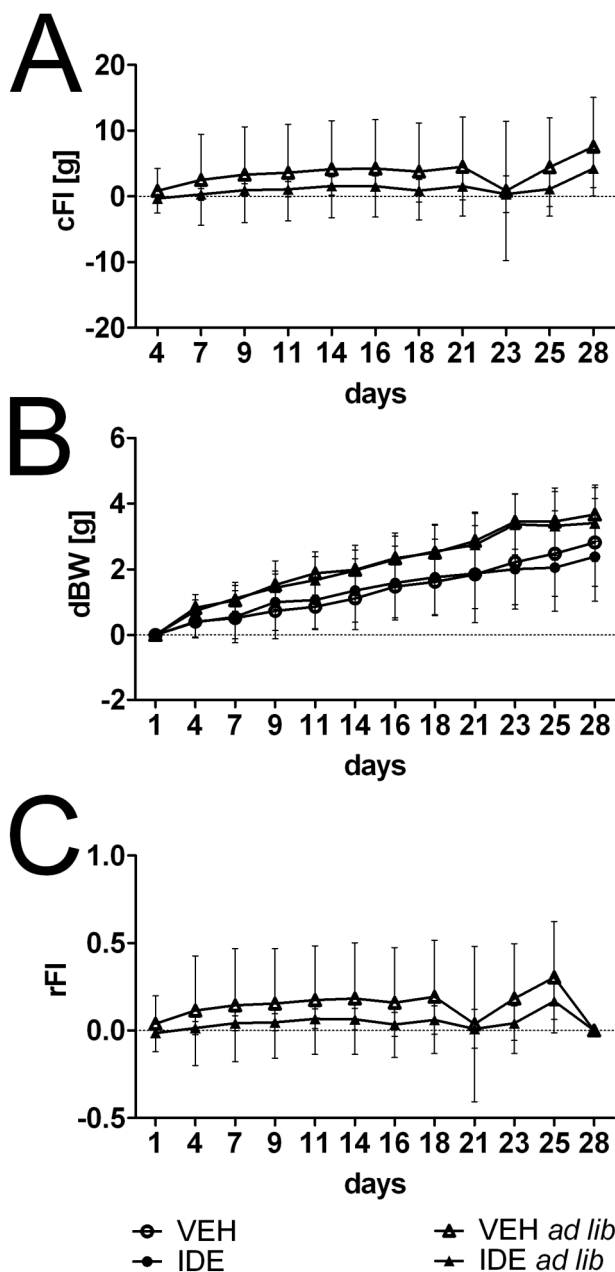 A
cFI [g]
20
10
0
-10
-20
4 7 9 11 14 16 18 21 23 25 28
days
B
dBW [g]
6
4
2
0
-2
1 4 7 9 11 14 16 18 21 23 25 28
days
C
rFI
1.0
0.5
0.0
-0.5
1 4 7 9 11 14 16 18 21 23 25 28
days
VEH VEH ad lib
IDE IDE ad lib